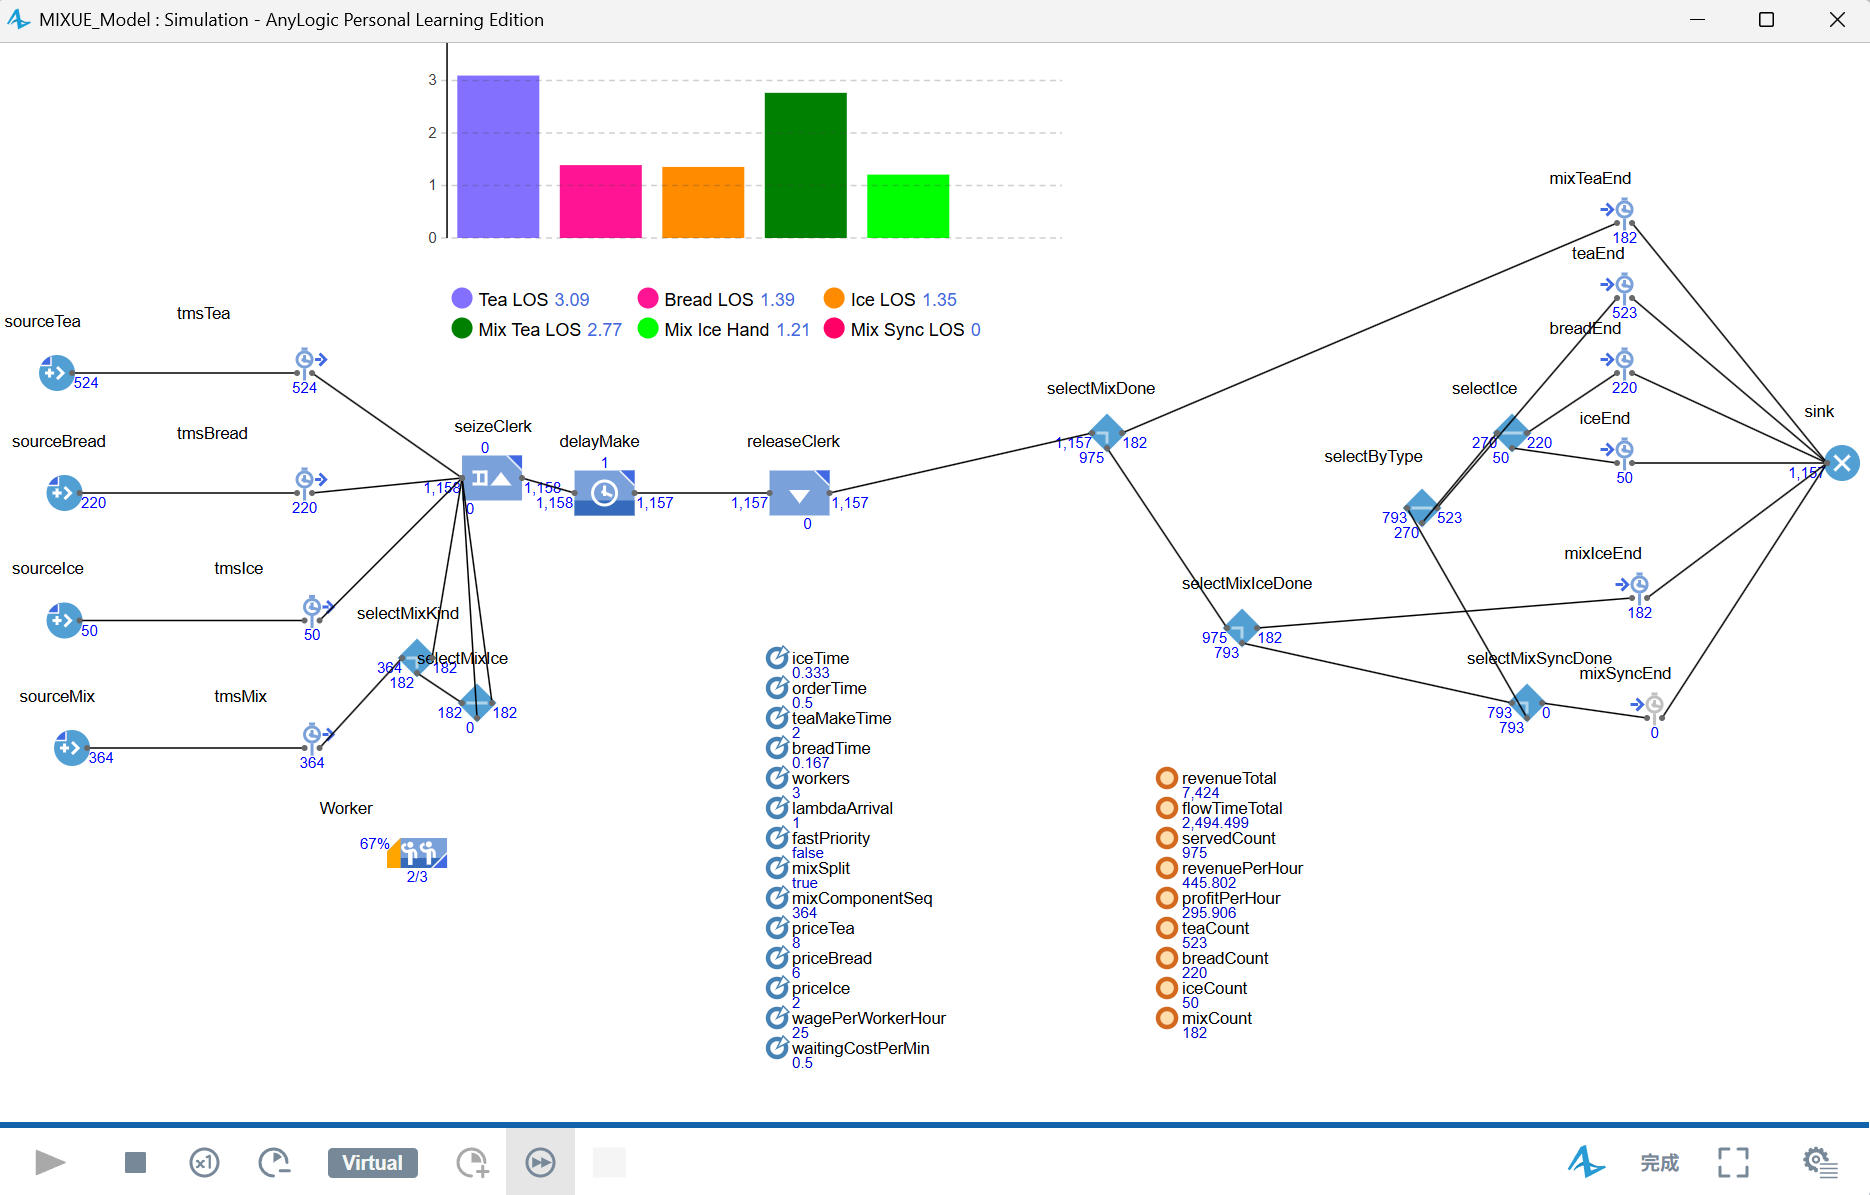 MIXUE_Model : Simulation - AnyLogic Personal Learning Edition
3
2
1
0
Tea LOS 3.09
Bread LOS 1.39
Ice LOS 1.35
Mix Tea LOS 2.77
Mix Ice Hand 1.21
Mix Sync LOS 0
sourceTea
524
tmsTea
524
sourceBread
220
tmsBread
220
sourceIce
50
tmsIce
50
sourceMix
364
tmsMix
364
selectMixKind
364
182
182
selectMixIce
182
182
0
seizeClerk
0
1,158
1,158
0
delayMake
1
1,158
1,157
releaseClerk
1,157
1,157
0
selectMixDone
1,157
182
975
selectMixIceDone
975
182
793
selectByType
793
523
270
selectIce
270
220
50
selectMixSyncDone
793
0
793
mixTeaEnd
182
teaEnd
523
breadEnd
220
iceEnd
50
mixIceEnd
182
mixSyncEnd
0
sink
1,157
Worker
67%
2/3
iceTime
0.333
orderTime
0.5
teaMakeTime
2
breadTime
0.167
workers
3
lambdaArrival
1
fastPriority
false
mixSplit
true
mixComponentSeq
364
priceTea
8
priceBread
6
priceIce
2
wagePerWorkerHour
25
waitingCostPerMin
0.5
revenueTotal
7,424
flowTimeTotal
2,494.499
servedCount
975
revenuePerHour
445.802
profitPerHour
295.906
teaCount
523
breadCount
220
iceCount
50
mixCount
182
x1
Virtual
完成